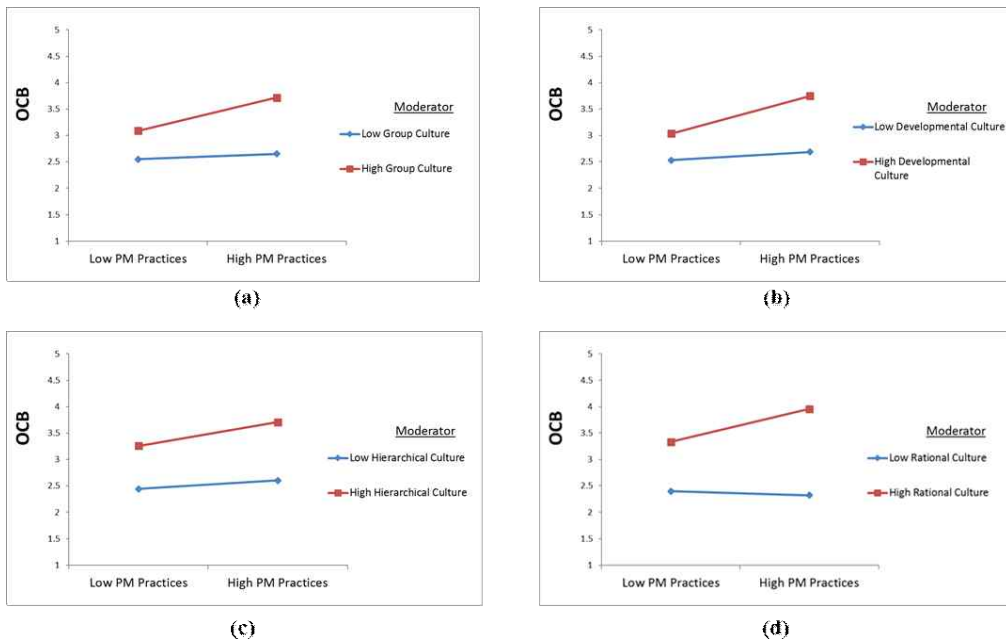 5
4.5
4
3.5
3
2.5
2
1.5
1
OCB
Low PM Practices
High PM Practices
Moderator
Low Group Culture
High Group Culture
(a)
5
4.5
4
3.5
3
2.5
2
1.5
1
OCB
Low PM Practices
High PM Practices
Moderator
Low Developmental Culture
High Developmental
Culture
(b)
5
4.5
4
3.5
3
2.5
2
1.5
1
OCB
Low PM Practices
High PM Practices
Moderator
Low Hierarchical Culture
High Hierarchical Culture
(c)
5
4.5
4
3.5
3
2.5
2
1.5
1
OCB
Low PM Practices
High PM Practices
Moderator
Low Rational Culture
High Rational Culture
(d)